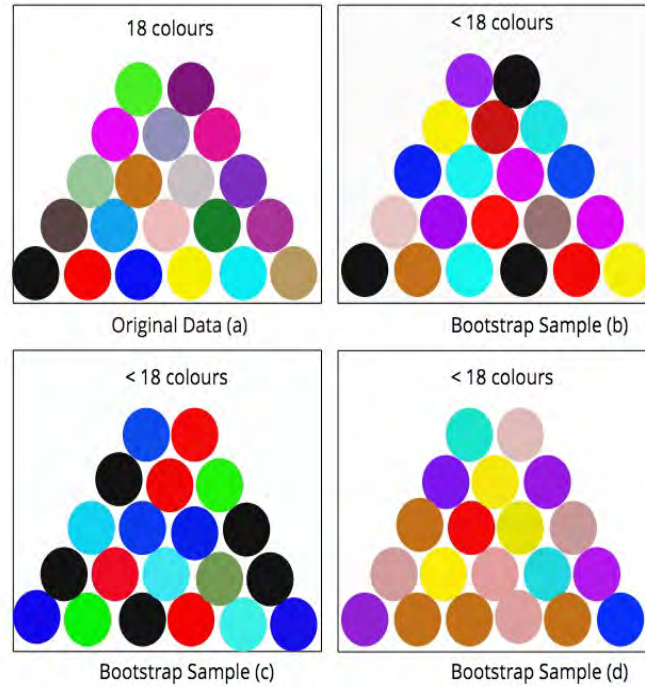 18 colours
Original Data (a)
< 18 colours
Bootstrap Sample (b)
< 18 colours
Bootstrap Sample (c)
< 18 colours
Bootstrap Sample (d)